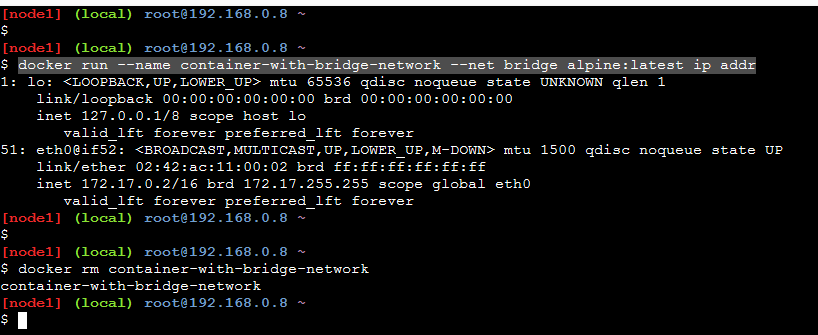 [node1] (local) root@192.168.0.8 ~
$
[node1] (local) root@192.168.0.8 ~
$ docker run --name container-with-bridge-network --net bridge alpine:latest ip addr
1: lo: <LOOPBACK,UP,LOWER_UP> mtu 65536 qdisc noqueue state UNKNOWN qlen 1
    link/loopback 00:00:00:00:00:00 brd 00:00:00:00:00:00
    inet 127.0.0.1/8 scope host lo
       valid_lft forever preferred_lft forever
51: eth0@if52: <BROADCAST,MULTICAST,UP,LOWER_UP,M-DOWN> mtu 1500 qdisc noqueue state UP
    link/ether 02:42:ac:11:00:02 brd ff:ff:ff:ff:ff:ff
    inet 172.17.0.2/16 brd 172.17.255.255 scope global eth0
       valid_lft forever preferred_lft forever
[node1] (local) root@192.168.0.8 ~
$
[node1] (local) root@192.168.0.8 ~
$ docker rm container-with-bridge-network
container-with-bridge-network
[node1] (local) root@192.168.0.8 ~
$